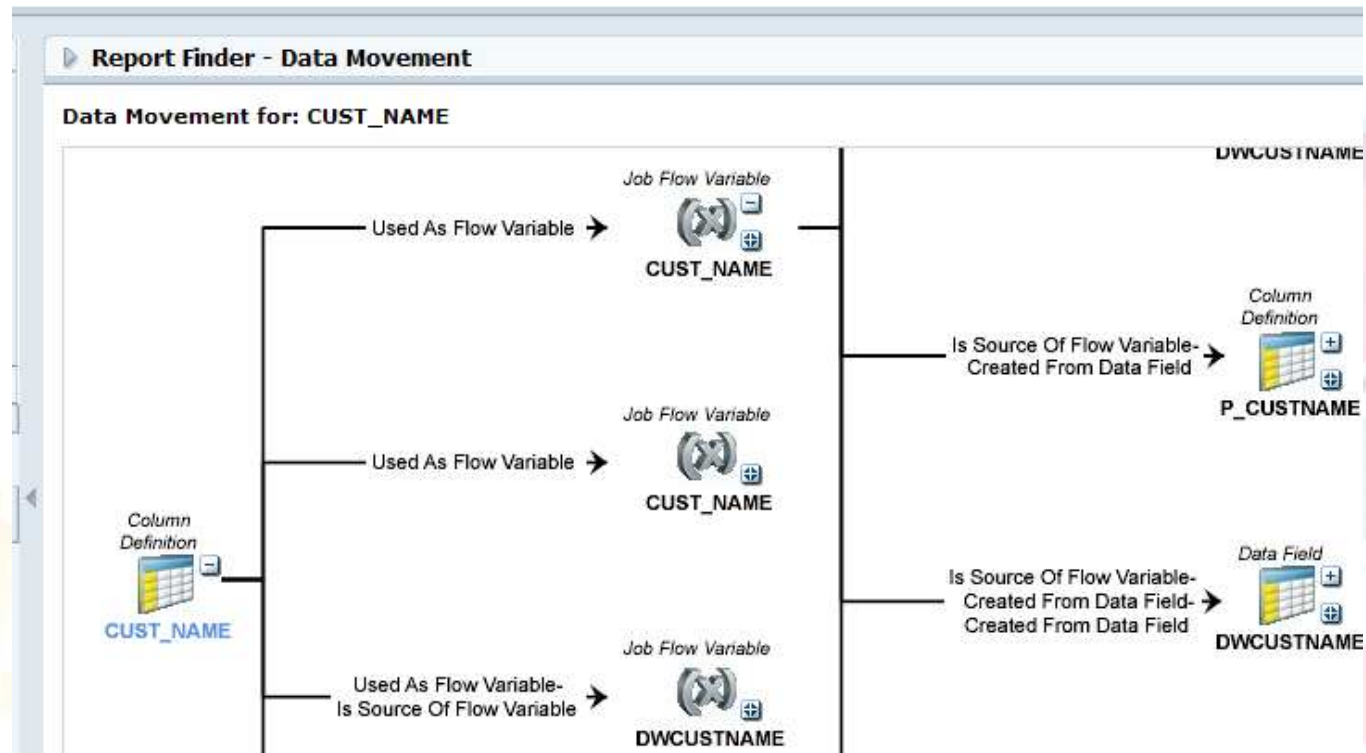 Report Finder - Data Movement
Data Movement for: CUST_NAME
DWCUSTNAME
Job Flow Variable
Used As Flow Variable
CUST_NAME
Column
Definition
Is Source Of Flow Variable-
Created From Data Field
P_CUSTNAME
Job Flow Variable
Used As Flow Variable
CUST_NAME
Column
Definition
CUST_NAME
Data Field
Is Source Of Flow Variable-
Created From Data Field-
Created From Data Field
DWCUSTNAME
Job Flow Variable
Used As Flow Variable-
Is Source Of Flow Variable
DWCUSTNAME